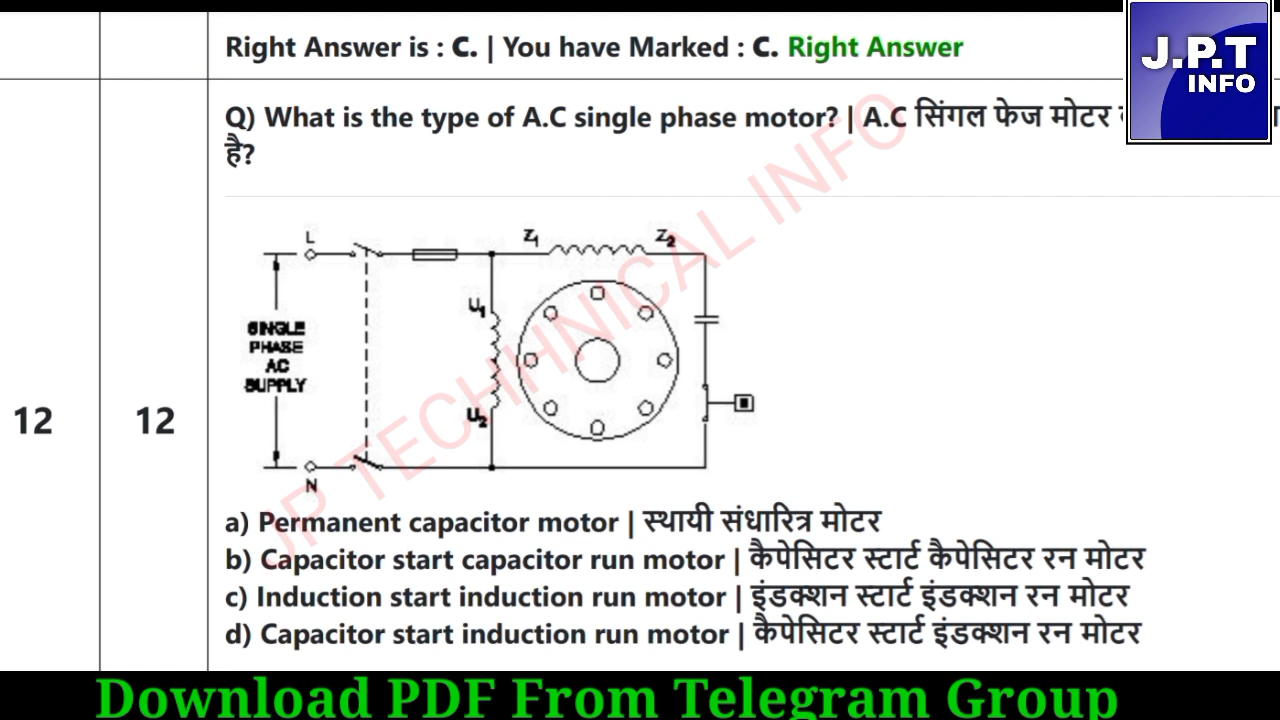 Right Answer is : C. | You have Marked : C. Right Answer
J.P.T
INFO
Q) What is the type of A.C single phase motor? | A.C सिंगल फेज मोटर
है?
L
Z1
Z2
U1
SINGLE
PHASE
AC
SUPPLY
12
12
U2
N
JP TECHHNICAL INFO
a) Permanent capacitor motor | स्थायी संधारित्र मोटर
b) Capacitor start capacitor run motor | कैपेसिटर स्टार्ट कैपेसिटर रन मोटर
c) Induction start induction run motor | इंडक्शन स्टार्ट इंडक्शन रन मोटर
d) Capacitor start induction run motor | कैपेसिटर स्टार्ट इंडक्शन रन मोटर
Download PDF From Telegram Group